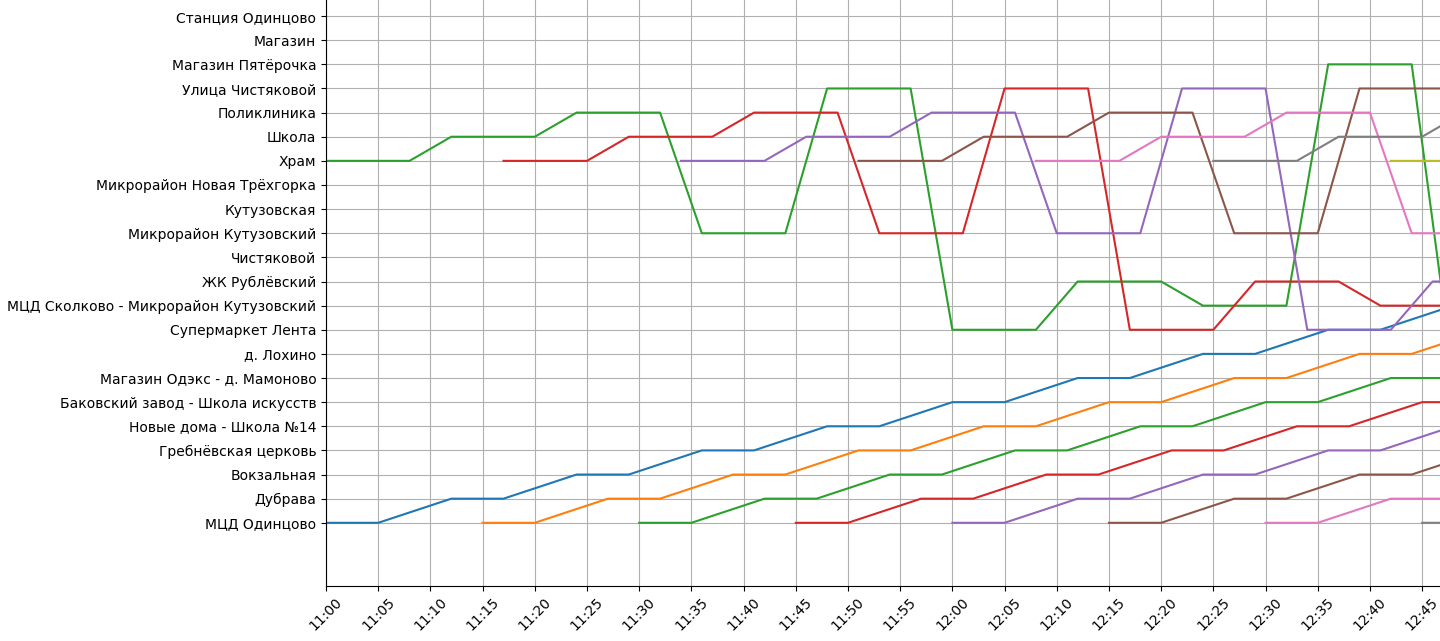 Станция Одинцово
Магазин
Магазин Пятёрочка
Улица Чистяковой
Поликлиника
Школа
Храм
Микрорайон Новая Трёхгорка
Кутузовская
Микрорайон Кутузовский
Чистяковой
ЖК Рублёвский
МЦД Сколково - Микрорайон Кутузовский
Супермаркет Лента
д. Лохино
Магазин Одэкс - д. Мамоново
Баковский завод - Школа искусств
Новые дома - Школа №14
Гребнёвская церковь
Вокзальная
Дубрава
МЦД Одинцово
11:00 11:05 11:10 11:15 11:20 11:25 11:30 11:35 11:40 11:45 11:50 11:55 12:00 12:05 12:10 12:15 12:20 12:25 12:30 12:35 12:40 12:45